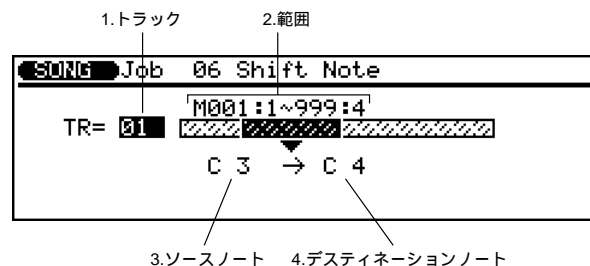 1.トラック 2.範囲
SONG Job 06 Shift Note
M001:1~999:4
TR= 01
C 3 → C 4
3.ソースノート 4.デスティネーションノート